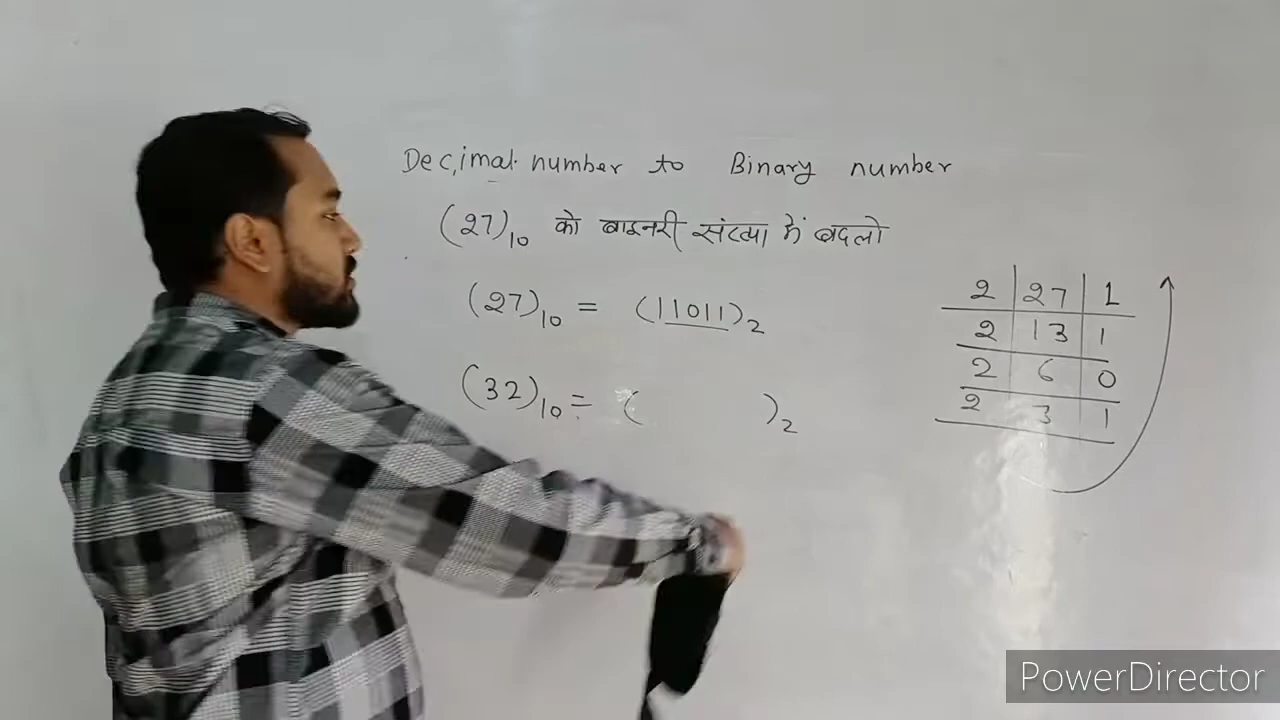 Decimal number to Binary number
(27)₁₀ को बाइनरी संख्या में बदलो
(27)₁₀ = (11011)₂
(32)₁₀ = ( )₂
2 27 1
2 13 1
2 6 0
2 3 1
PowerDirector